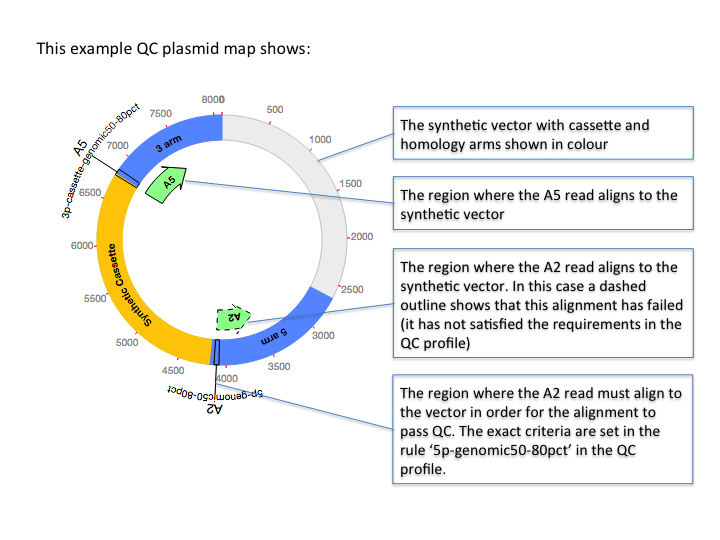 This example QC plasmid map shows:
8000
0
500
1000
1500
2000
2500
3000
3500
4000
4500
5000
5500
6000
6500
7000
7500
3 arm
5 arm
Synthetic Cassette
A5
3p-cassette-genomic50-80pct
A5
A2
5p-genomic50-80pct
A2
The synthetic vector with cassette and
homology arms shown in colour
The region where the A5 read aligns to the
synthetic vector
The region where the A2 read aligns to the
synthetic vector. In this case a dashed
outline shows that this alignment has failed
(it has not satisfied the requirements in the
QC profile)
The region where the A2 read must align to
the vector in order for the alignment to
pass QC. The exact criteria are set in the
rule ‘5p-genomic50-80pct’ in the QC
profile.